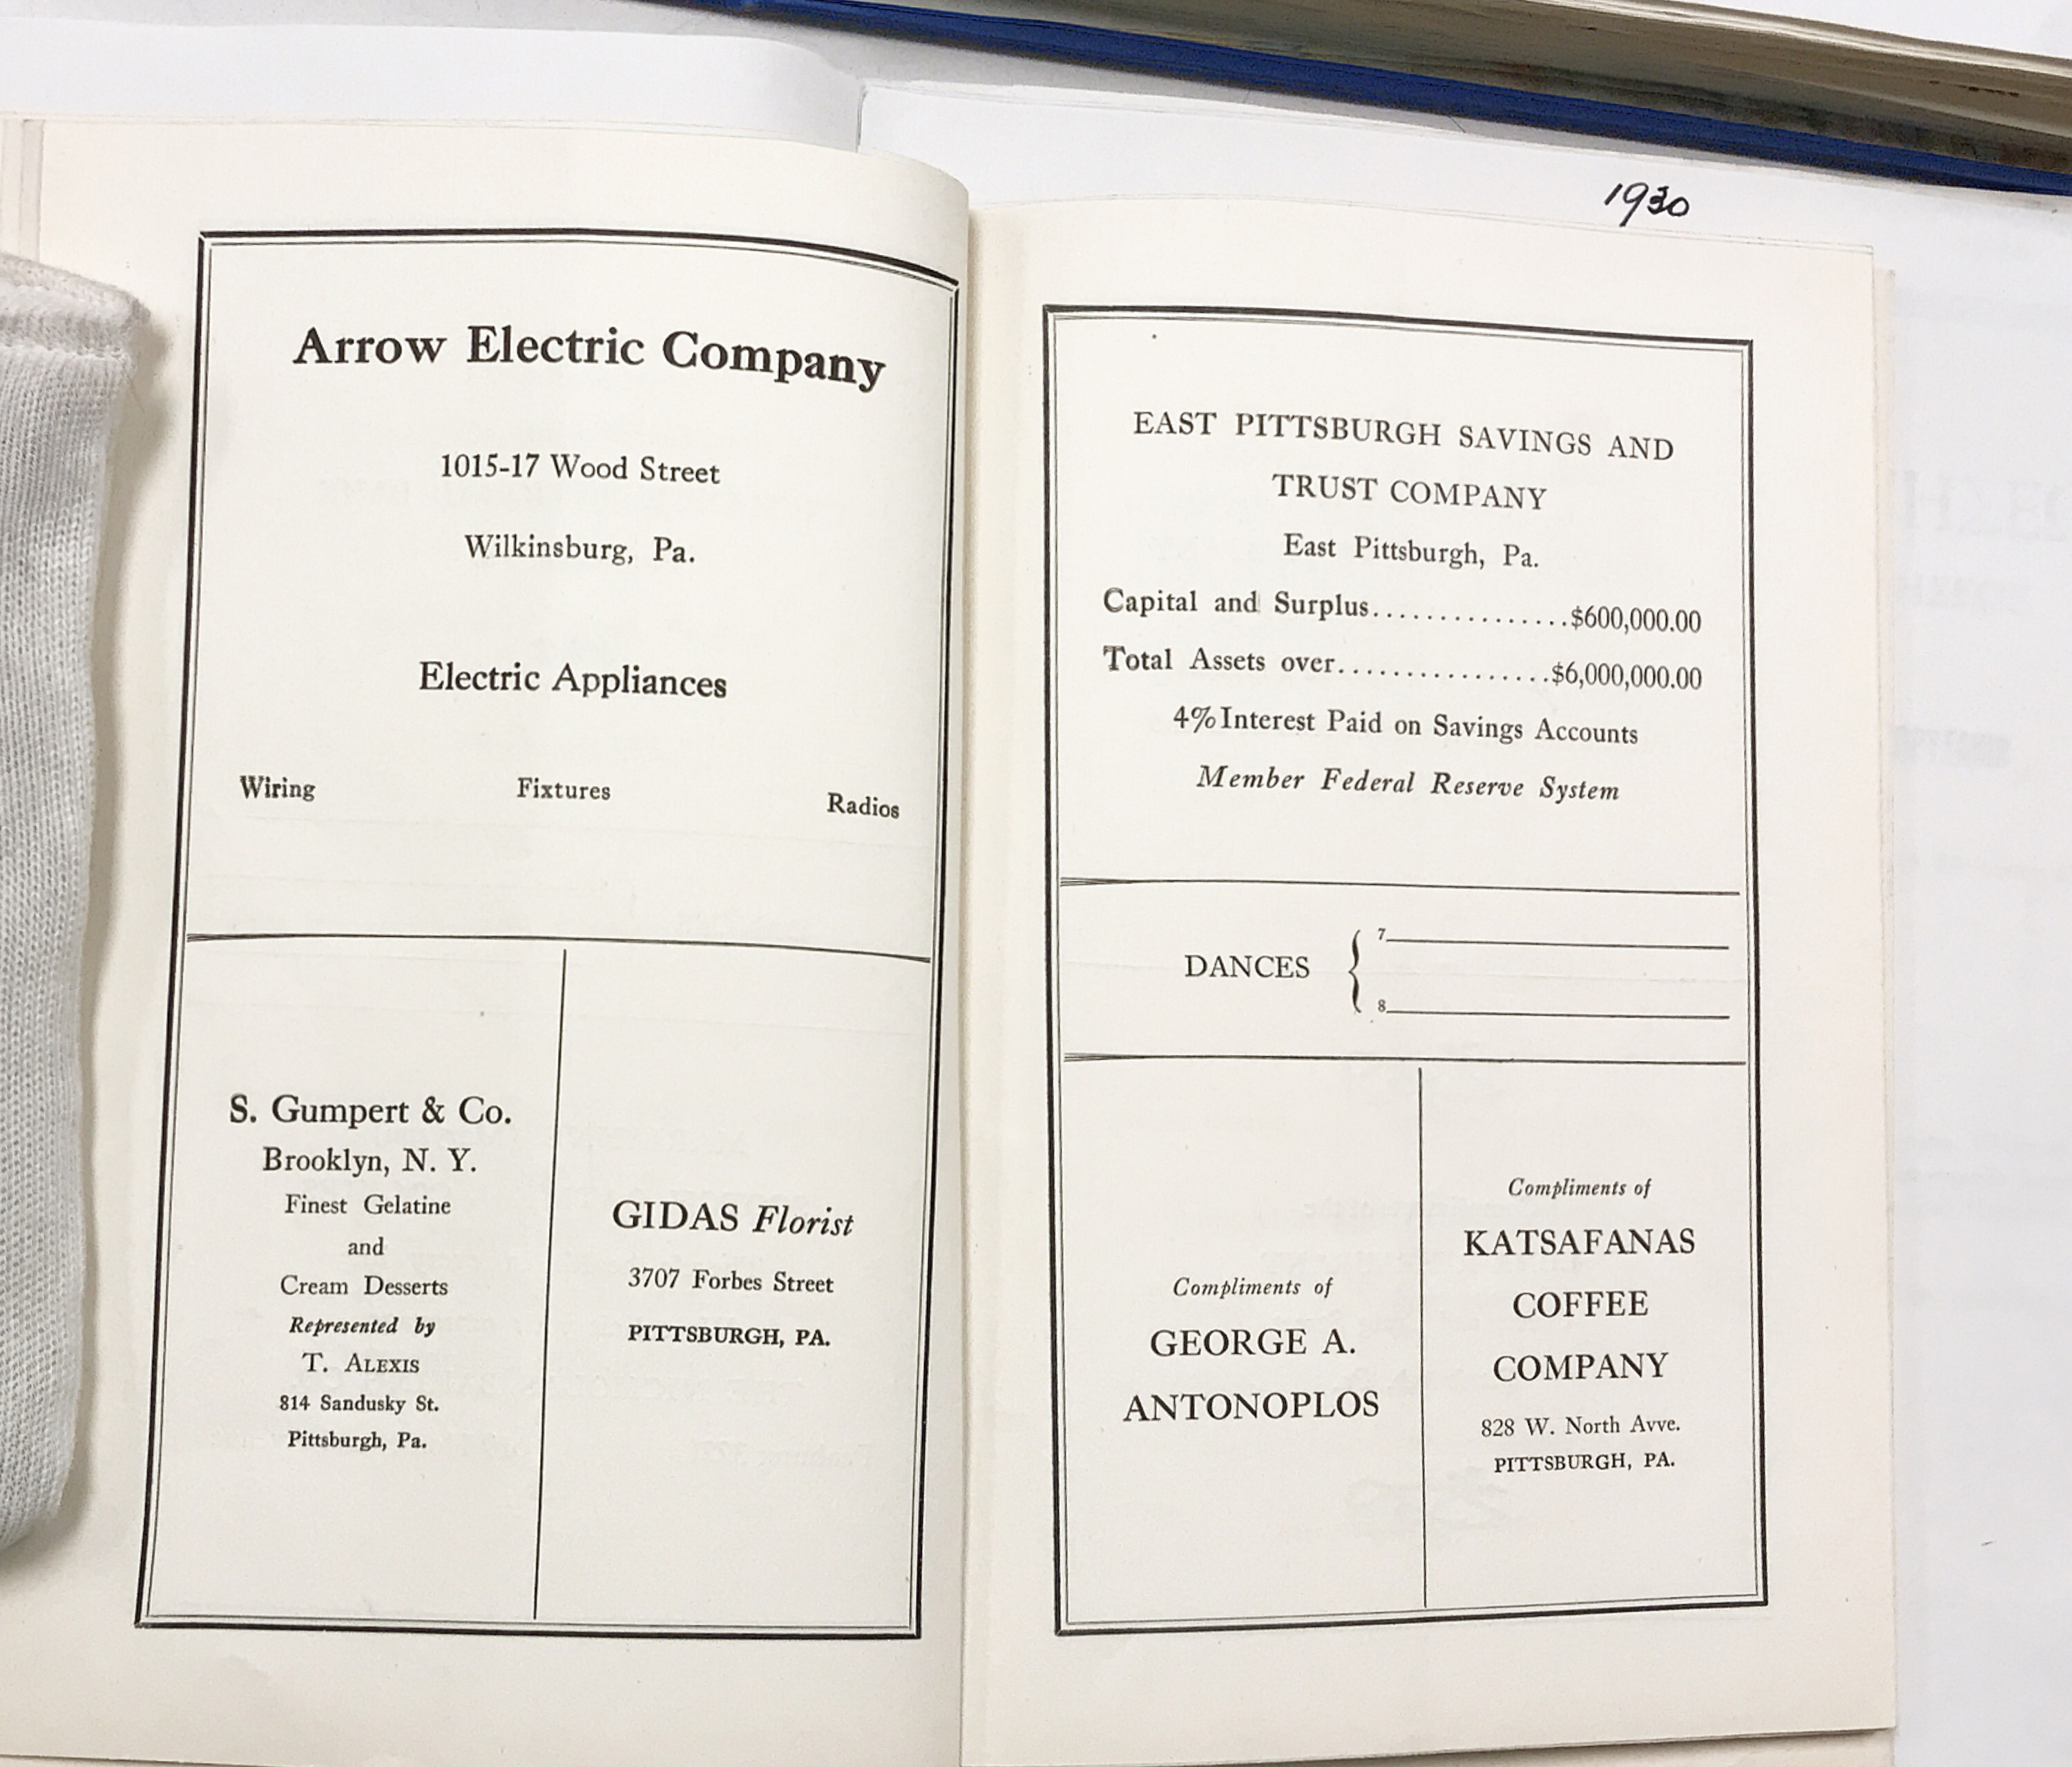 1930
Arrow Electric Company
1015-17 Wood Street
Wilkinsburg, Pa.
Electric Appliances
Wiring Fixtures Radios
S. Gumpert & Co.
Brooklyn, N. Y.
Finest Gelatine
and
Cream Desserts
Represented by
T. ALEXIS
814 Sandusky St.
Pittsburgh, Pa.
GIDAS Florist
3707 Forbes Street
PITTSBURGH, PA.
EAST PITTSBURGH SAVINGS AND
TRUST COMPANY
East Pittsburgh, Pa.
Capital and Surplus...............$600,000.00
Total Assets over................$6,000,000.00
4% Interest Paid on Savings Accounts
Member Federal Reserve System
DANCES { 7
8
Compliments of
GEORGE A.
ANTONOPLOS
Compliments of
KATSAFANAS
COFFEE
COMPANY
828 W. North Avve.
PITTSBURGH, PA.